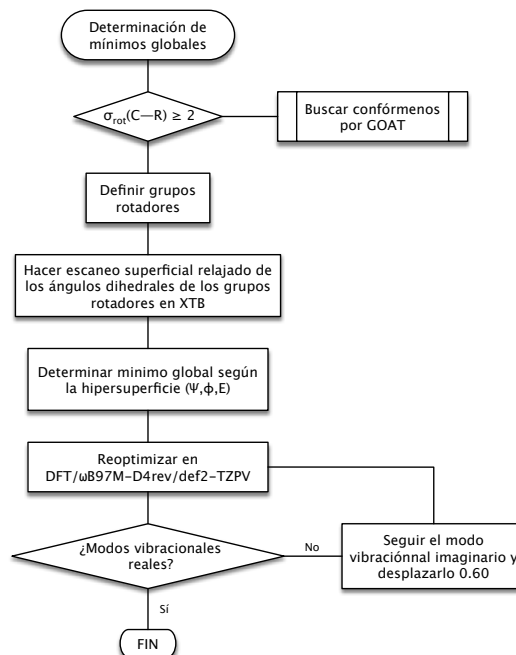 Determinación de
mínimos globales
σrot(C—R) ≥ 2
Buscar confórmenos
por GOAT
Definir grupos
rotadores
Hacer escaneo superficial relajado de
los ángulos dihedrales de los grupos
rotadores en XTB
Determinar minimo global según
la hipersuperficie (Ψ,ϕ,E)
Reoptimizar en
DFT/ωB97M-D4rev/def2-TZPV
¿Modos vibracionales
reales?
No
Seguir el modo
vibraciónnal imaginario y
desplazarlo 0.60
Sí
FIN